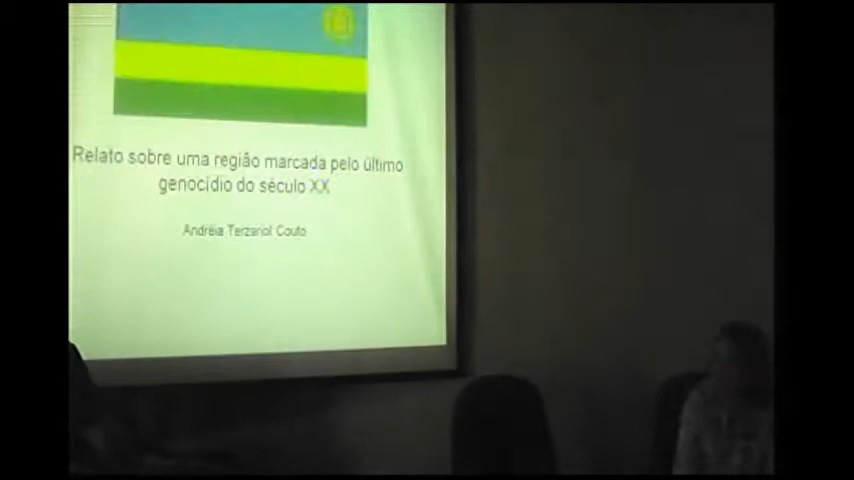 Relato sobre uma região marcada pelo último
genocídio do século XX
Andréia Terzariol Couto